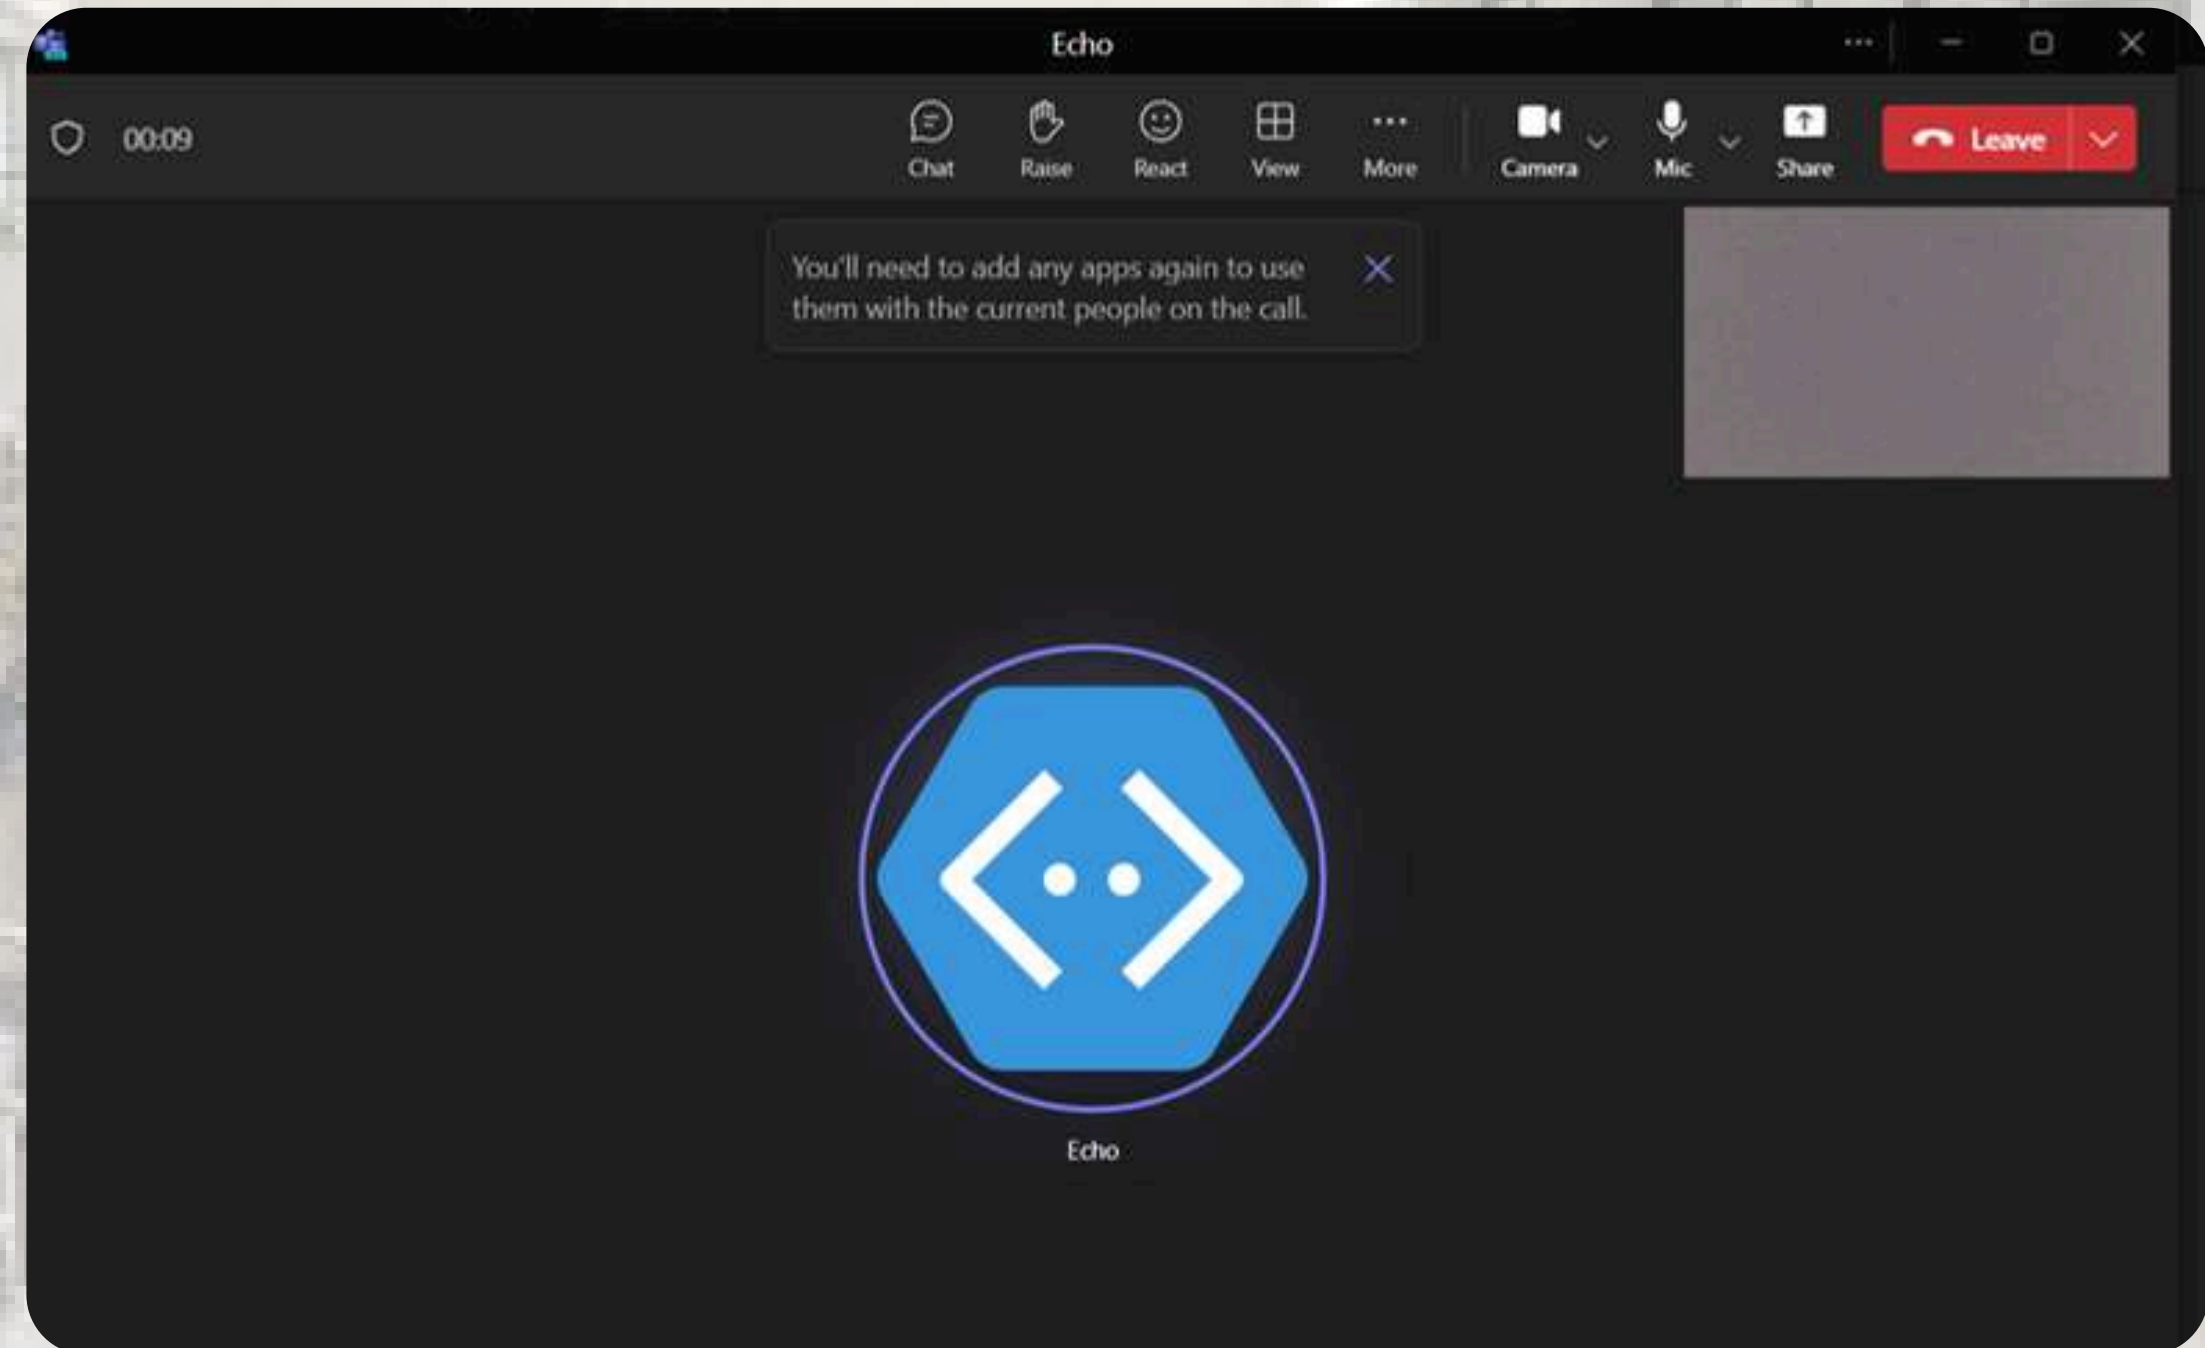 Echo
00:09
Chat
Raise
React
View
More
Camera
Mic
Share
Leave
You'll need to add any apps again to use
them with the current people on the call.
Echo